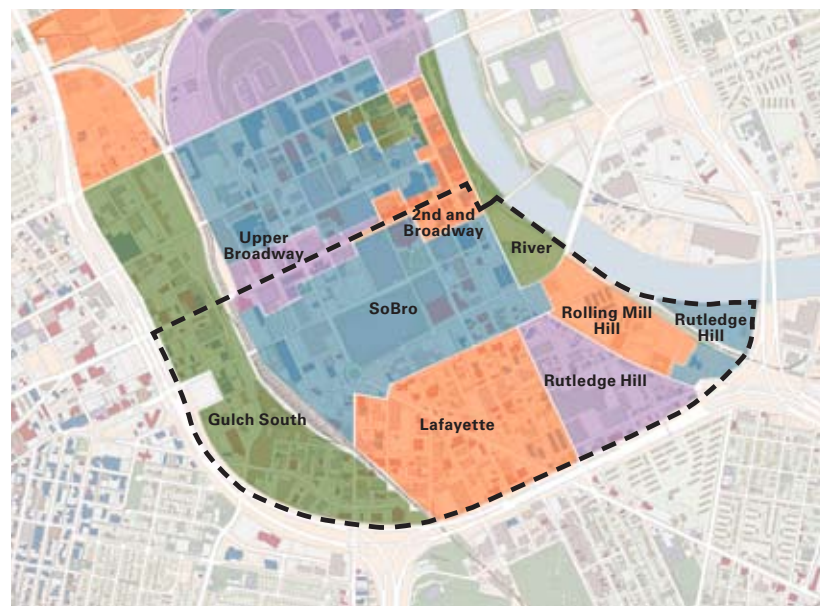 2nd and
Broadway
Upper
Broadway
River
SoBro
Rolling Mill
Hill
Rutledge
Hill
Rutledge Hill
Gulch South
Lafayette